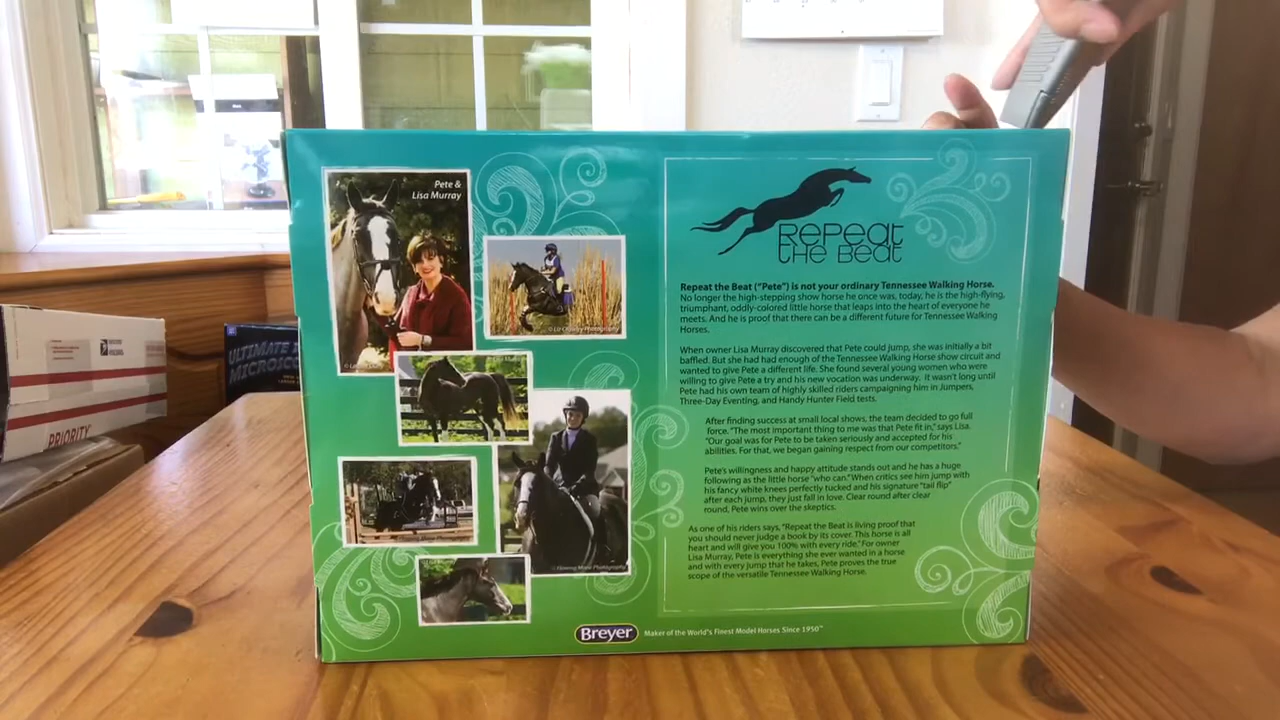 Pete &
Lisa Murray
REPEAT
THE BEAT
Repeat the Beat ("Pete") is not your ordinary Tennessee Walking Horse.
No longer the high-stepping show horse he once was, today, he is the high-flying,
triumphant, oddly-colored little horse that leaps into the heart of everyone he
meets. And he is proof that there can be a different future for Tennessee Walking
Horses.
When owner Lisa Murray discovered that Pete could jump, she was initially a bit
baffled. But she had had enough of the Tennessee Walking Horse show circuit and
wanted to give Pete a different life. She found several young women who were
willing to give Pete a try and his new vocation was underway. It wasn't long until
Pete had his own team of highly skilled riders campaigning him in Jumpers,
Three-Day Eventing, and Handy Hunter Field tests.
After finding success at small local shows, the team decided to go full
force. "The most important thing to me was that Pete fit in," says Lisa.
"Our goal was for Pete to be taken seriously and accepted for his
abilities. For that, we began gaining respect from our competitors."
Pete's willingness and happy attitude stands out and he has a huge
following as the little horse "who can." When critics see him jump with
his fancy white knees perfectly tucked and his signature "tail flip"
after each jump, they just fall in love. Clear round after clear
round, Pete wins over the skeptics.
As one of his riders says, "Repeat the Beat is living proof that
you should never judge a book by its cover. This horse is all
heart and will give you 100% with every ride." For owner
Lisa Murray, Pete is everything she ever wanted in a horse
and with every jump that he takes, Pete proves the true
scope of the versatile Tennessee Walking Horse.
Breyer Maker of the World's Finest Model Horses Since 1950™
© Flowing Mane Photography
ULTIMATE
MICROSC
PRIORITY